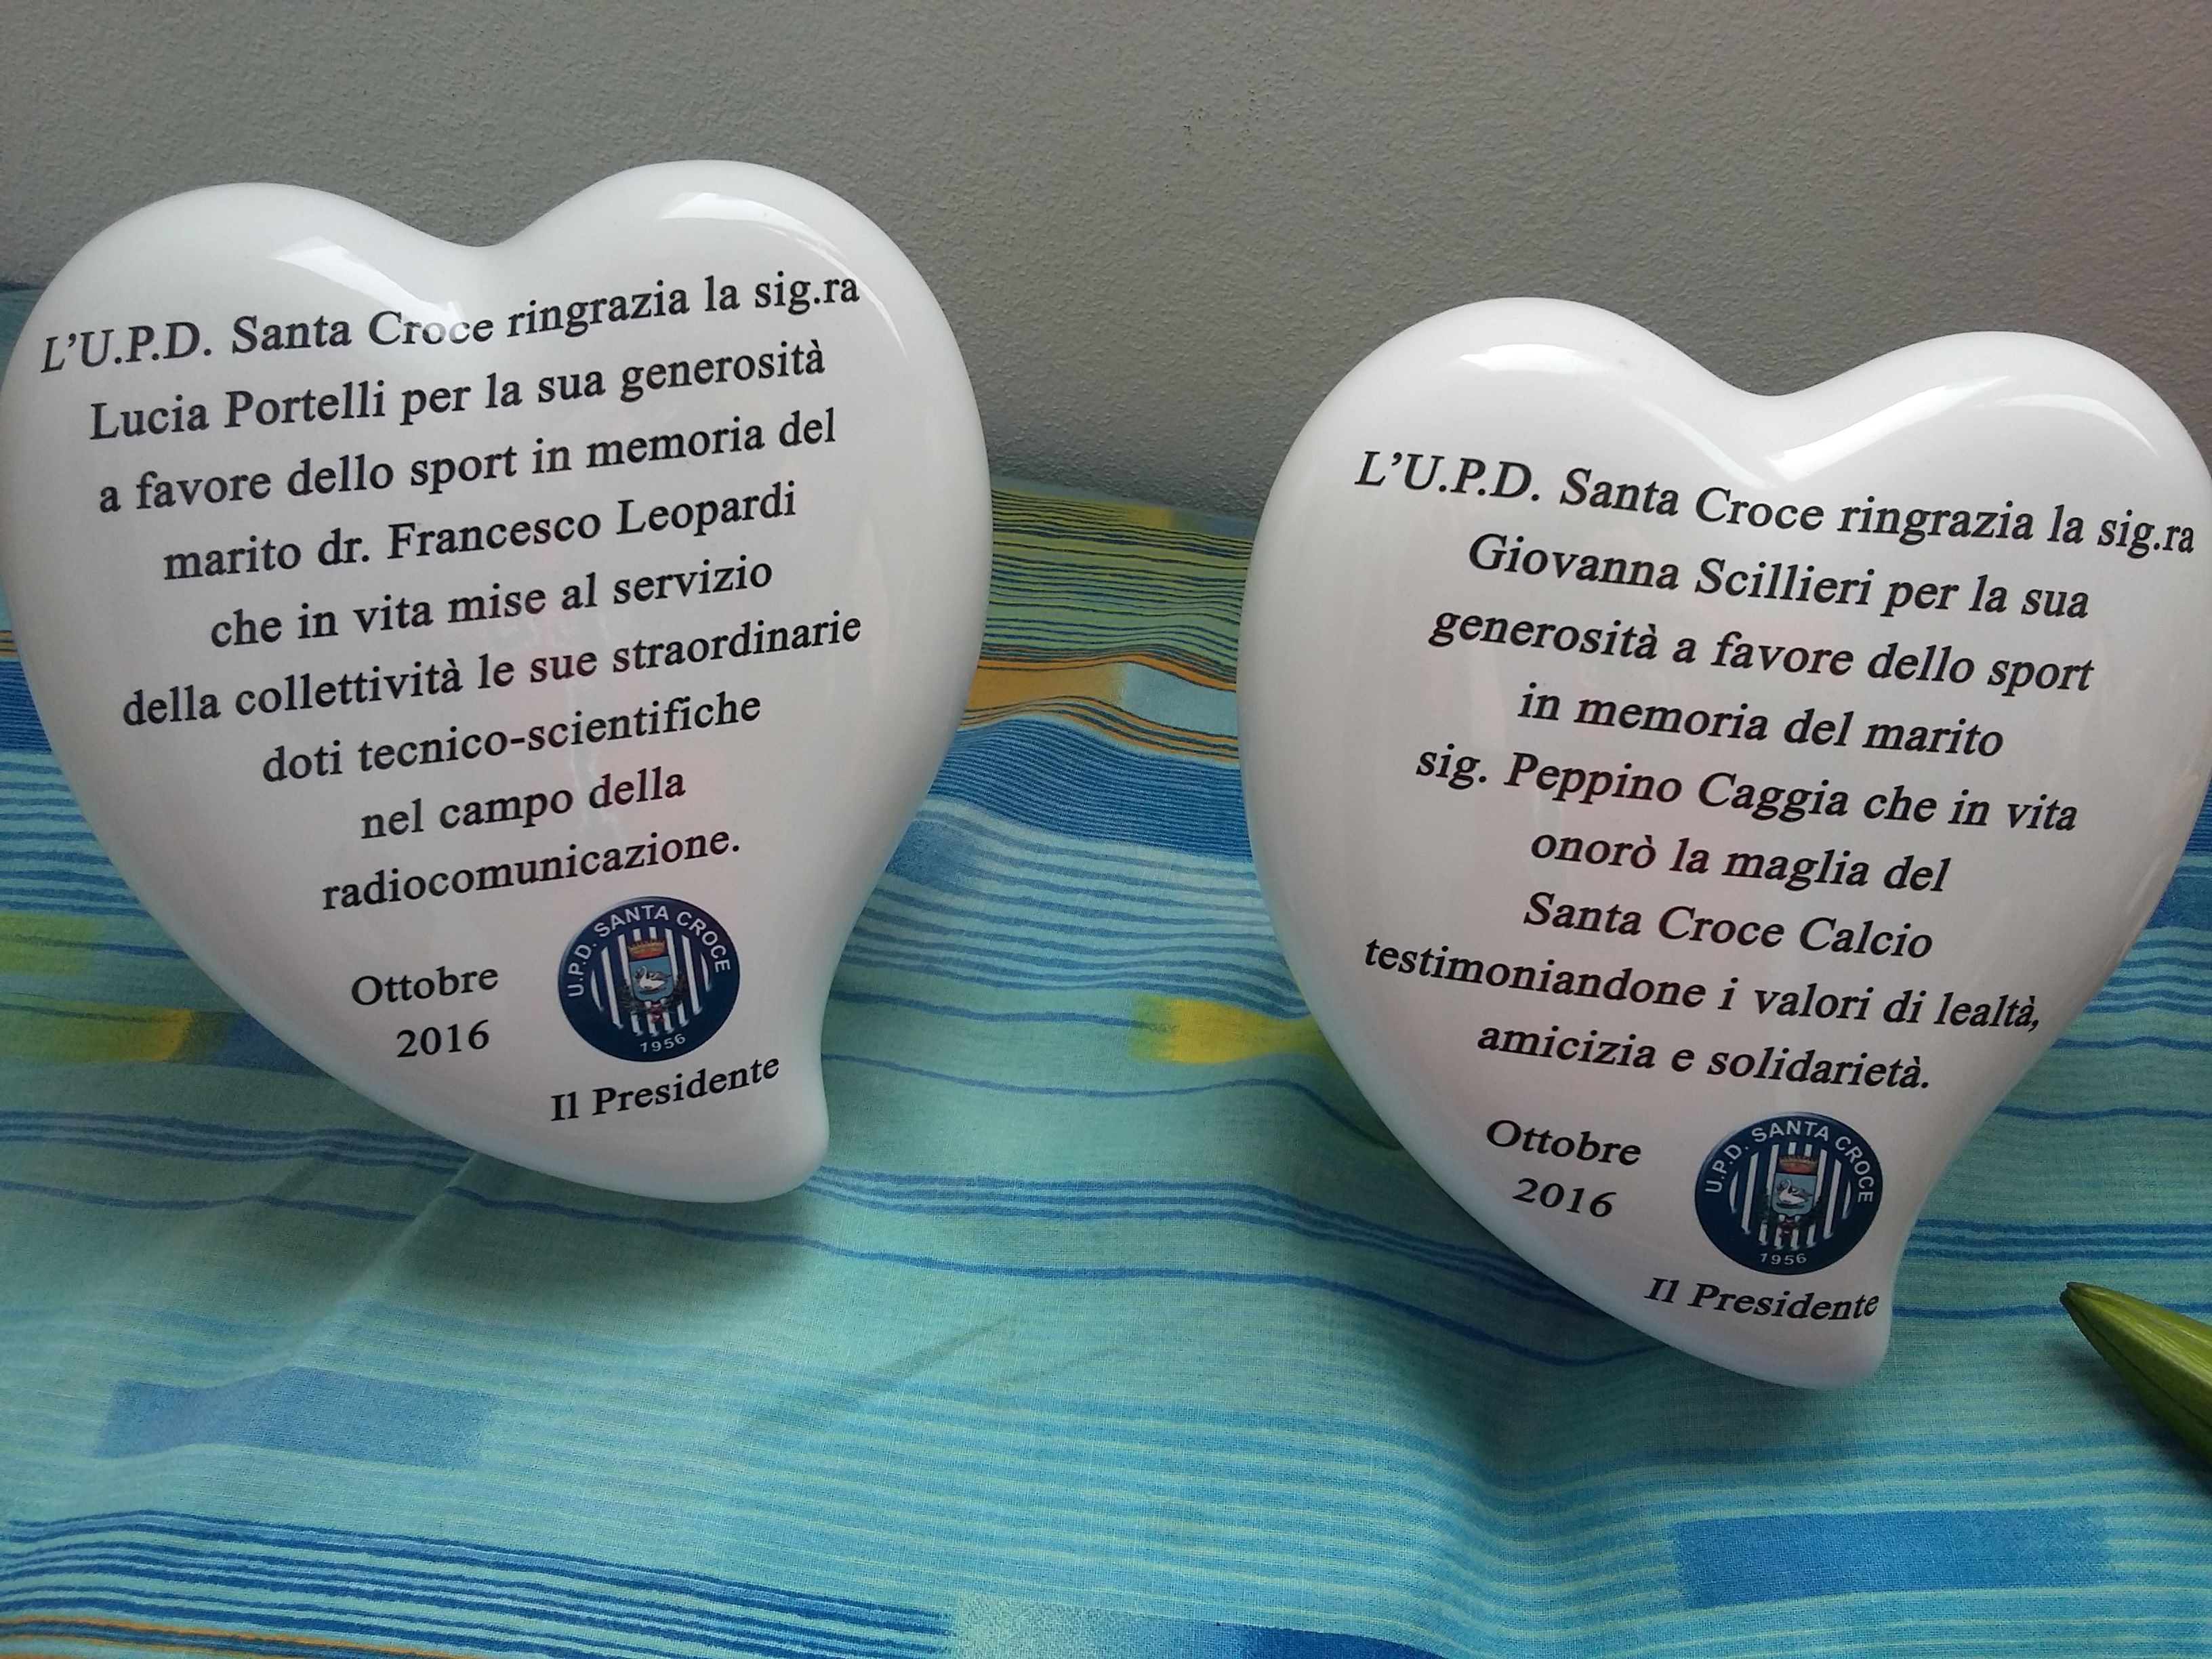 L'U.P.D. Santa Croce ringrazia la sig.ra
Lucia Portelli per la sua generosità
a favore dello sport in memoria del
marito dr. Francesco Leopardi
che in vita mise al servizio
della collettività le sue straordinarie
doti tecnico-scientifiche
nel campo della
radiocomunicazione.
Ottobre
2016
U.P.D. SANTA CROCE
1956
Il Presidente
L'U.P.D. Santa Croce ringrazia la sig.ra
Giovanna Scillieri per la sua
generosità a favore dello sport
in memoria del marito
sig. Peppino Caggia che in vita
onorò la maglia del
Santa Croce Calcio
testimoniandone i valori di lealtà,
amicizia e solidarietà.
Ottobre
2016
U.P.D. SANTA CROCE
1956
Il Presidente